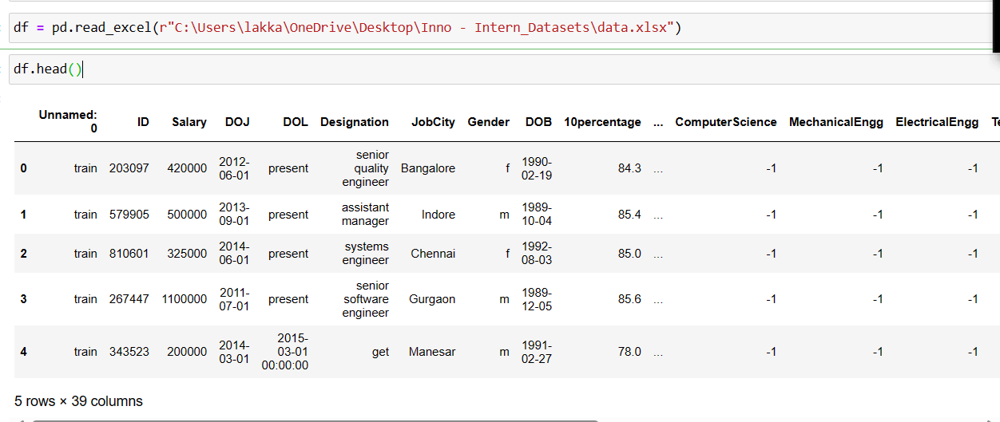 df = pd.read_excel(r"C:\Users\lakka\OneDrive\Desktop\Inno - Intern_Datasets\data.xlsx")
df.head()
Unnamed: 0 ID Salary DOJ DOL Designation JobCity Gender DOB 10percentage ... ComputerScience MechanicalEngg ElectricalEngg
0 train 203097 420000 2012-06-01 present senior quality engineer Bangalore f 1990-02-19 84.3 ... -1 -1 -1
1 train 579905 500000 2013-09-01 present assistant manager Indore m 1989-10-04 85.4 ... -1 -1 -1
2 train 810601 325000 2014-06-01 present systems engineer Chennai f 1992-08-03 85.0 ... -1 -1 -1
3 train 267447 1100000 2011-07-01 present senior software engineer Gurgaon m 1989-12-05 85.6 ... -1 -1 -1
4 train 343523 200000 2014-03-01 2015-03-01 00:00:00 get Manesar m 1991-02-27 78.0 ... -1 -1 -1
5 rows × 39 columns